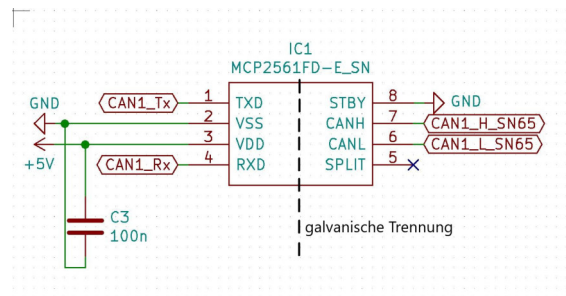 IC1
MCP2561FD-E_SN
CAN1_Tx 1 TXD STBY 8 GND
GND 2 VSS CANH 7 CAN1_H_SN65
+5V 3 VDD CANL 6 CAN1_L_SN65
CAN1_Rx 4 RXD SPLIT 5
C3
100n
galvanische Trennung